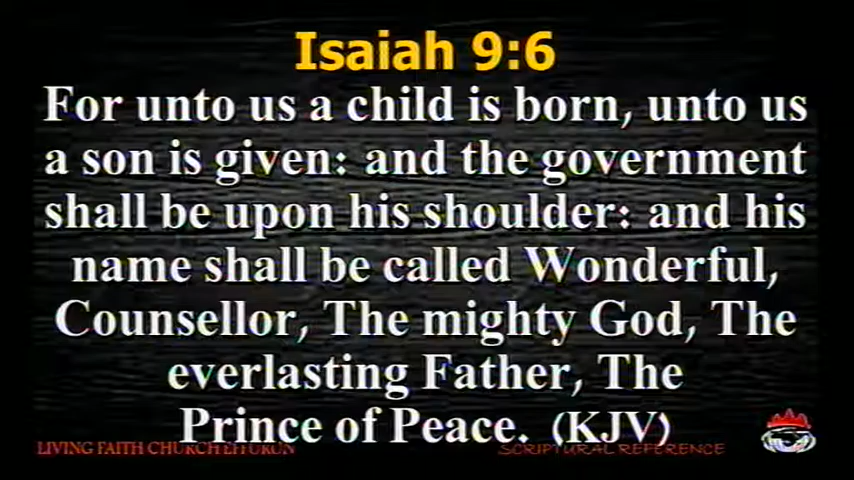 Isaiah 9:6
For unto us a child is born, unto us
a son is given: and the government
shall be upon his shoulder: and his
name shall be called Wonderful,
Counsellor, The mighty God, The
everlasting Father, The
Prince of Peace. (KJV)
LIVING FAITH CHURCH EFFURUN
SCRIPTURAL REFERENCE